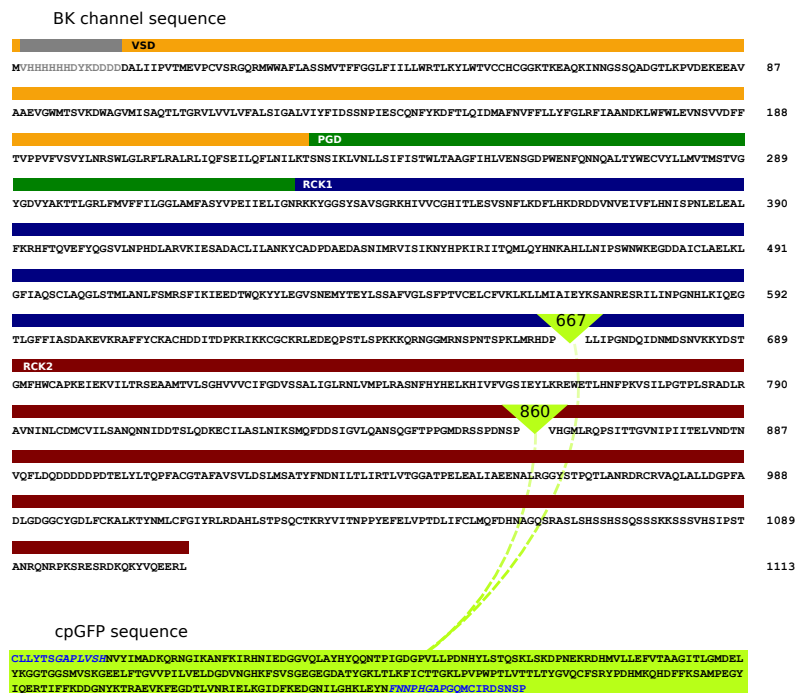 BK channel sequence
VSD
MVHHHHHHDYKDDDDDALIIPVTMEVPCVSRGQRMWWAFLASSMVTFFGGLFIILLWRTLKYLWTVCCHCGGKTKEAQKINNGSSQADGTLKPVDEKEEAV 87
AAEVGWMTSVKDWAGVMISAQTLTGRVLVVLVFALSIGALVIYFIDSSNPIESCQNFYKDFTLQIDMAFNVFFLLYFGLRFIAANDKLWFWLEVNSVVDFF 188
PGD
TVPPVFVSVYLNRSWLGLRFLRALRLIQFSEILQFLNILKTSNSIKLVNLLSIFISTWLTAAGFIHLVENSGDPWENFQNNQALTYWECVYLLMVTMSTVG 289
RCK1
YGDVYAKTTLGRLFMVFFILGGLAMFASYVPEIIELIGNRKKYGGSYSAVSGRKHIVVCGHITLESVSNFLKDFLHKDRDDVNVEIVFLHNISPNLELEAL 390
FKRHFTQVEFYQGSVLNPHDLARVKIESADACLILANKYCADPDAEDASNIMRVISIKNYHPKIRIITQMLQYHNKAHLLNIPSWNWKEGDDAICLAELKL 491
GFIAQSCLAQGLSTMLANLFSMRSFIKIEEDTWQKYYLEGVSNEMYTEYLSSAFVGLSFPTVCELCFVKLKLLMIAIEYKSANRESRILINPGNHLKIQEG 592
667
TLGFFIASDAKEVKRAFFYCKACHDDITDPKRIKKCGCKRLEDEQPSTLSPKKKQRNGGMRNSPNTSPKLMRHDP LLIPGNDQIDNMDSNVKKYDST 689
RCK2
GMFHWCAPKEIEKVILTRSEAAMTVLSGHVVVCIFGDVSSALIGLRNLVMPLRASNFHYHELKHIVFVGSIEYLKREWETLHNFPKVSILPGTPLSRADLR 790
860
AVNINLCDMCVILSANQNNIDDTSLQDKECILASLNIKSMQFDDSIGVLQANSQGFTPPGMDRSSPDNSP VHGMLRQPSITTGVNIPIITELVNDTN 887
VQFLDQDDDDDPDTELYLTQPFACGTAFAVSVLDSLMSATYFNDNILTLIRTLVTGGATPELEALIAEENALRGGYSTPQTLANRDRCRVAQLALLDGPFA 988
DLGDGGCYGDLFCKALKTYNMLCFGIYRLRDAHLSTPSQCTKRYVITNPPYEFELVPTDLIFCLMQFDHNAGQSRASLSHSSHSSQSSSKKSSSVHSIPST 1089
ANRQNRPKSRESRDKQKYVQEERL 1113
cpGFP sequence
CLLYTSGAPLVSHNVYIMADKQRNGIKANFKIRHNIEDGGVQLAYHYQQNTPIGDGPVLLPDNHYLSTQSKLSKDPNEKRDHMVLLEFVTAAGITLGMDEL
YKGGTGGSMVSKGEELFTGVVPILVELDGDVNGHKFSVSGEGEGDATYGKLTLKFICTTGKLPVPWPTLVTTLTYGVQCFSRYPDHMKQHDFFKSAMPEGY
IQERTIFFKDDGNYKTRAEVKFEGDTLVNRIELKGIDFKEDGNILGHKLEYNFNNPHGAPGQMCIRDSNSP